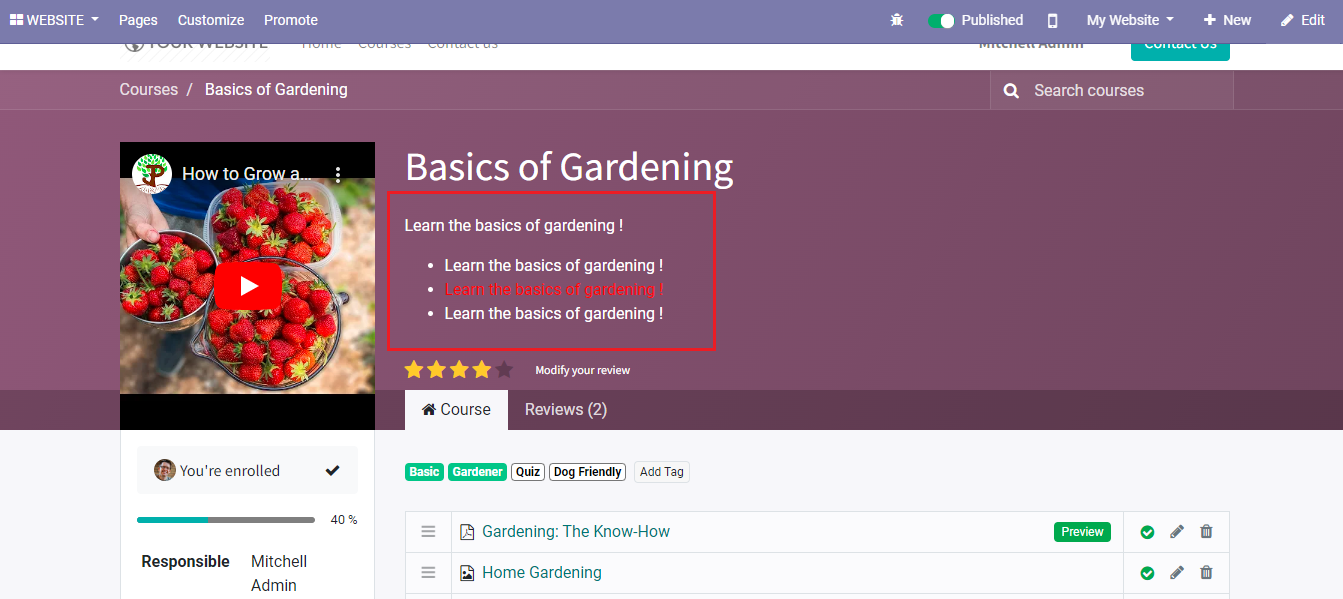 WEBSITE Pages Customize Promote Published My Website New Edit
YOUR WEBSITE Home Courses Contact us Mitchell Admin Contact Us
Courses / Basics of Gardening Search courses
How to Grow a...
Basics of Gardening
Learn the basics of gardening !
• Learn the basics of gardening !
• Learn the basics of gardening !
• Learn the basics of gardening !
Modify your review
Course Reviews (2)
You're enrolled
40 %
Responsible Mitchell Admin
Basic Gardener Quiz Dog Friendly Add Tag
Gardening: The Know-How Preview
Home Gardening